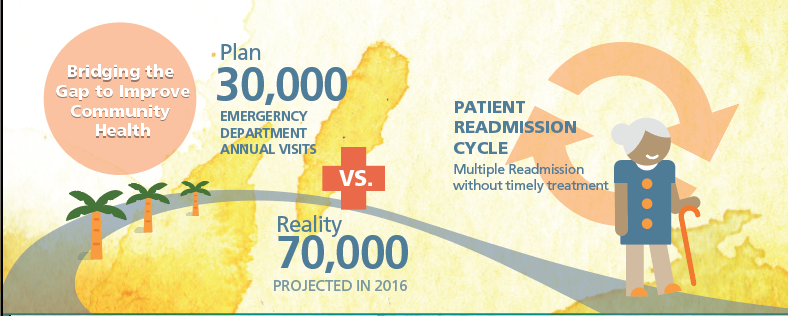 Bridging the
Gap to Improve
Community
Health
Plan
30,000
EMERGERNCY
DEPARTMENT
ANNUAL VISITS
VS.
Reality
70,000
PROJECTED IN 2016
PATIENT
READMISSION
CYCLE
Multiple Readmission
without timely treatment